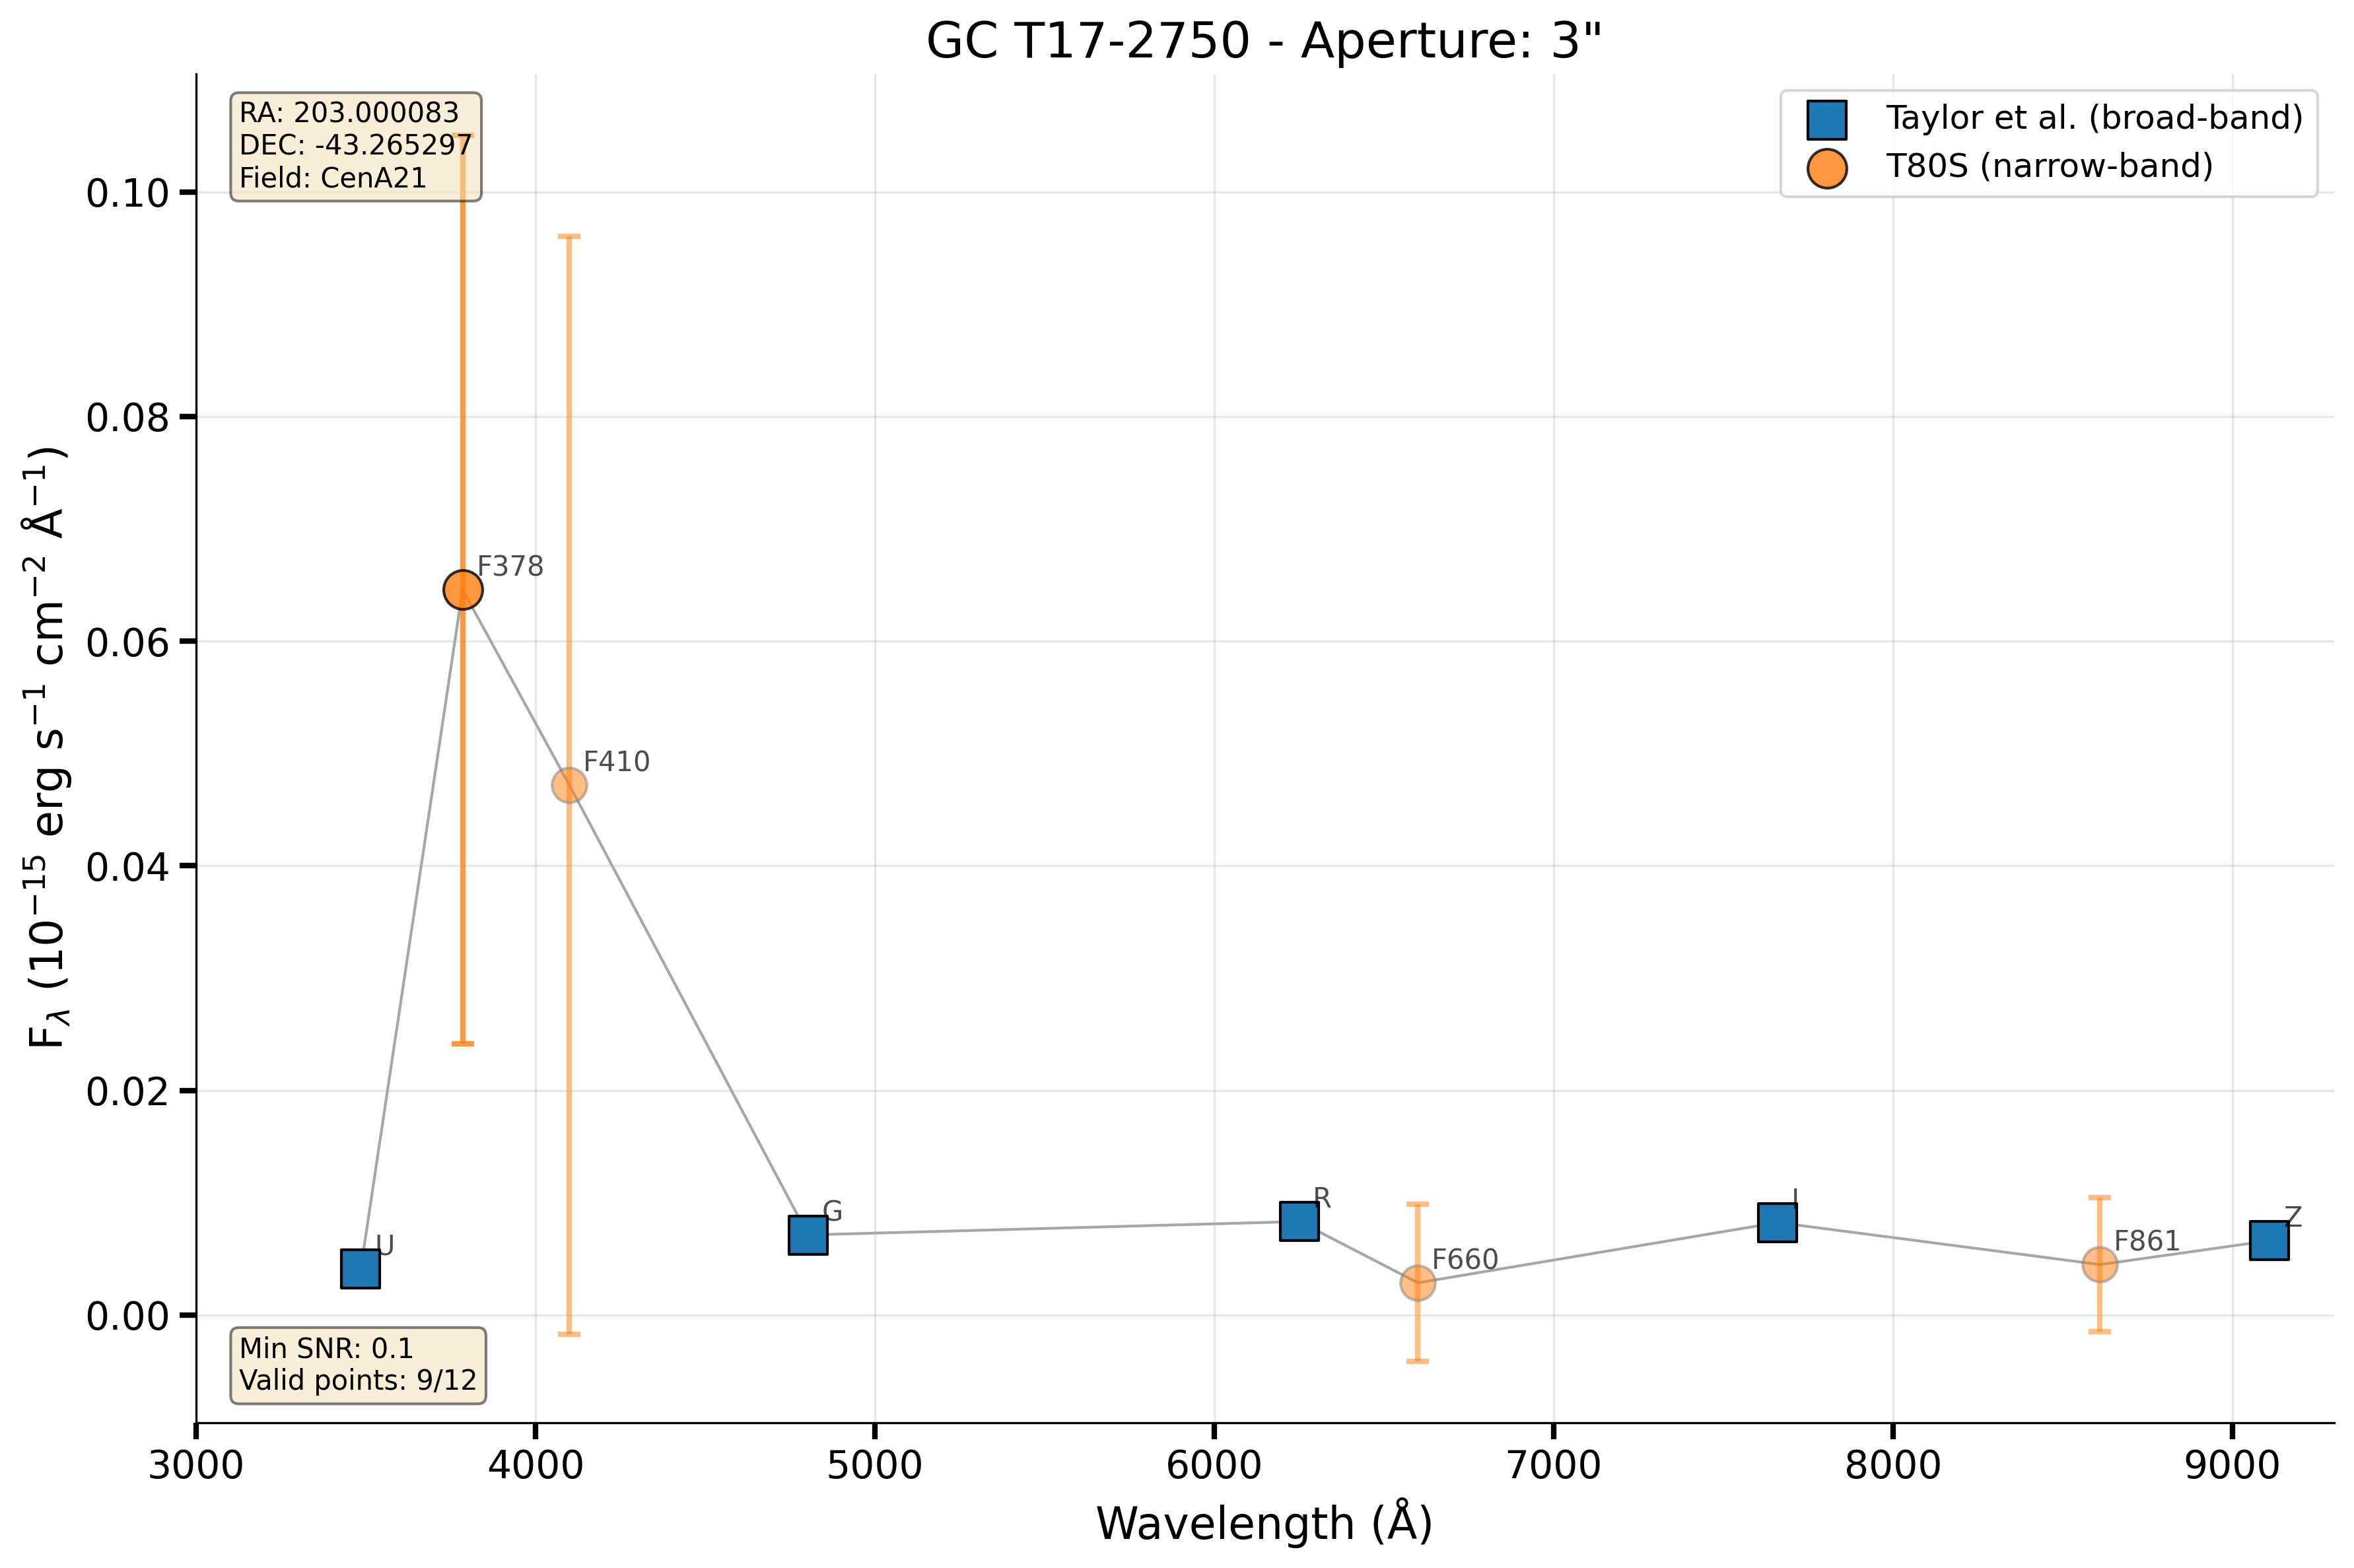 GC T17-2750 - Aperture: 3"
RA: 203.000083
DEC: -43.265297
Field: CenA21
Taylor et al. (broad-band)
T80S (narrow-band)
F_λ (10⁻¹⁵ erg s⁻¹ cm⁻² Å⁻¹)
0.10
0.08
0.06
0.04
0.02
0.00
F378
F410
U
G
R
F660
I
F861
Z
Min SNR: 0.1
Valid points: 9/12
3000 4000 5000 6000 7000 8000 9000
Wavelength (Å)